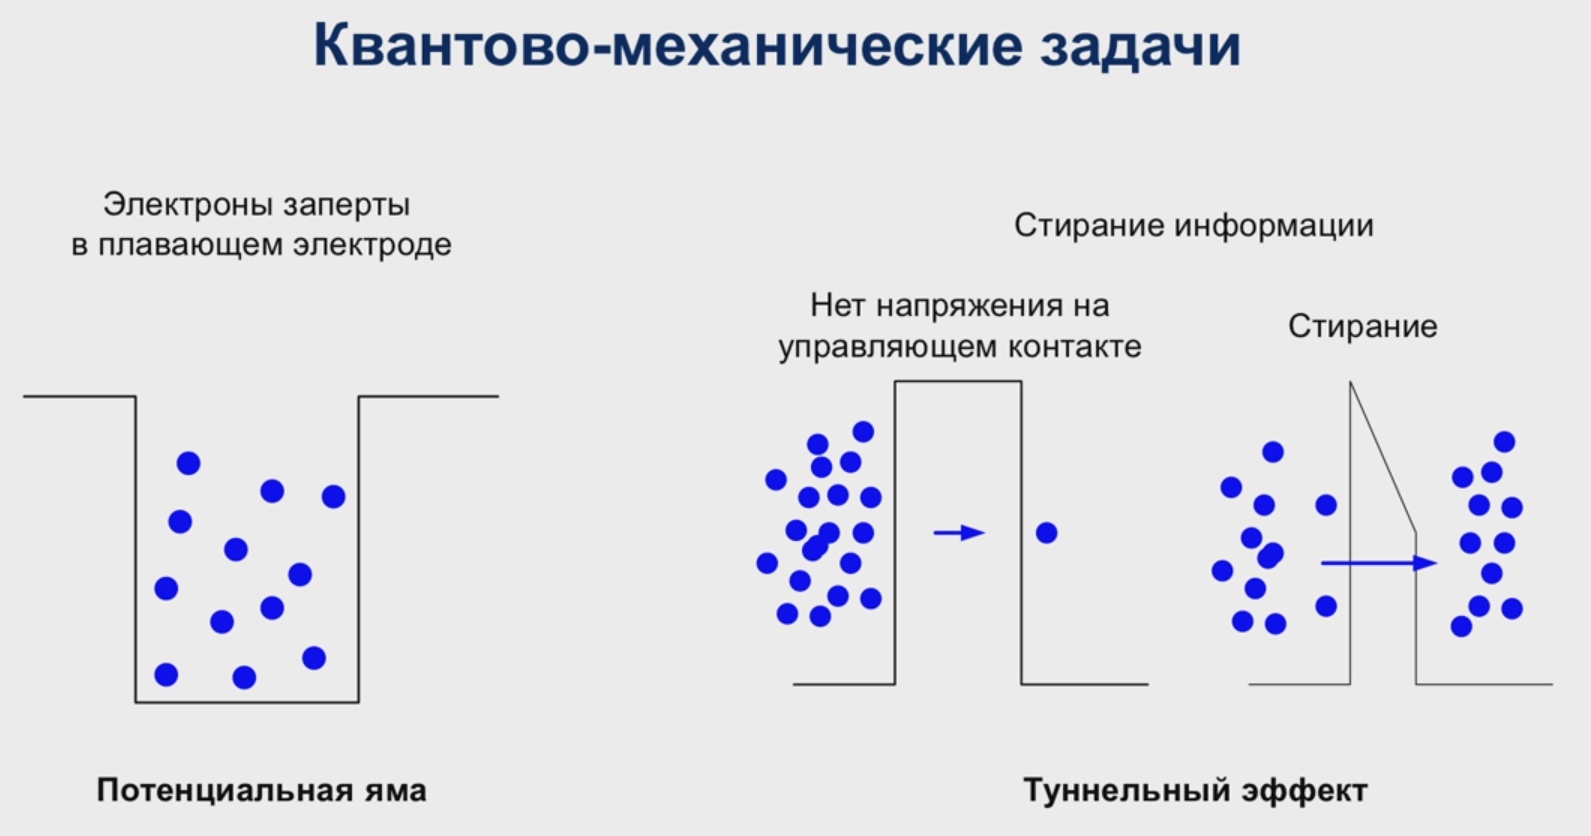 Квантово-механические задачи
Электроны заперты
в плавающем электроде
Стирание информации
Нет напряжения на
управляющем контакте
Стирание
Потенциальная яма
Туннельный эффект